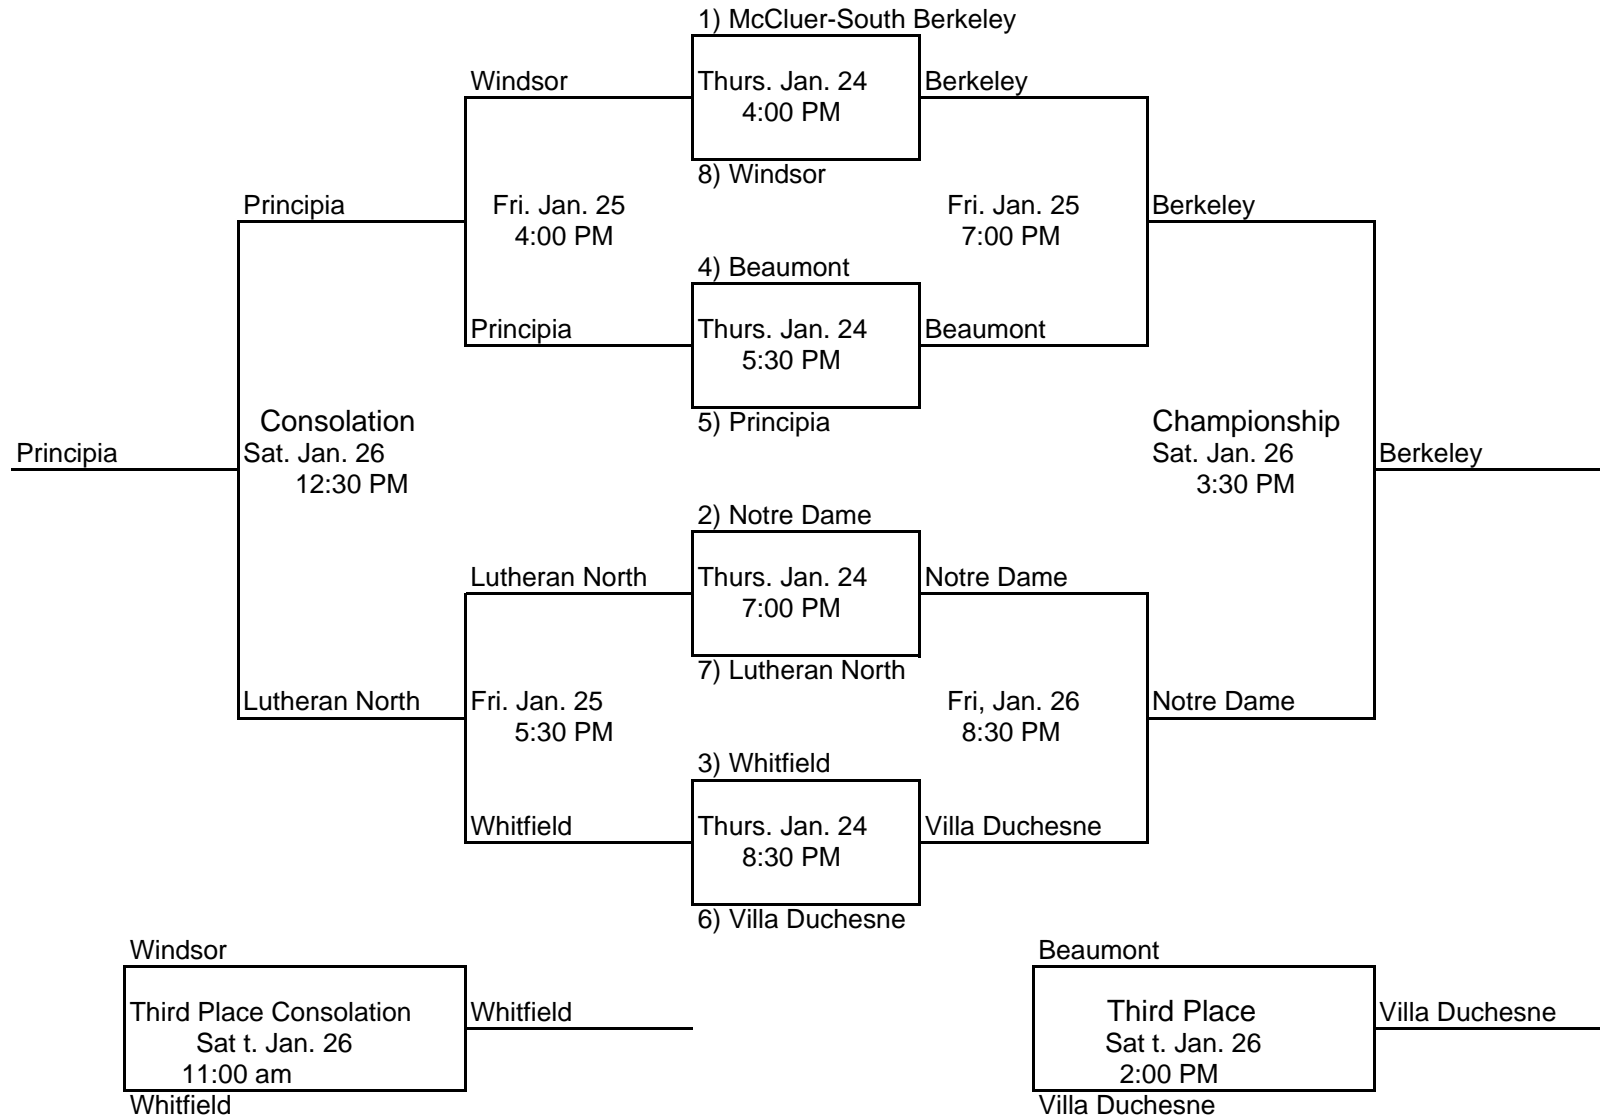 1) McCluer-South Berkeley
Windsor
Thurs. Jan. 24
4:00 PM
Berkeley
8) Windsor
Principia
Fri. Jan. 25
4:00 PM
Fri. Jan. 25
7:00 PM
Berkeley
4) Beaumont
Principia
Thurs. Jan. 24
5:30 PM
Beaumont
5) Principia
Principia
Consolation
Sat. Jan. 26
12:30 PM
Championship
Sat. Jan. 26
3:30 PM
Berkeley
2) Notre Dame
Lutheran North
Thurs. Jan. 24
7:00 PM
Notre Dame
7) Lutheran North
Lutheran North
Fri. Jan. 25
5:30 PM
Fri, Jan. 26
8:30 PM
Notre Dame
3) Whitfield
Whitfield
Thurs. Jan. 24
8:30 PM
Villa Duchesne
6) Villa Duchesne
Windsor
Third Place Consolation
Sat t. Jan. 26
11:00 am
Whitfield
Whitfield
Beaumont
Third Place
Sat t. Jan. 26
2:00 PM
Villa Duchesne
Villa Duchesne